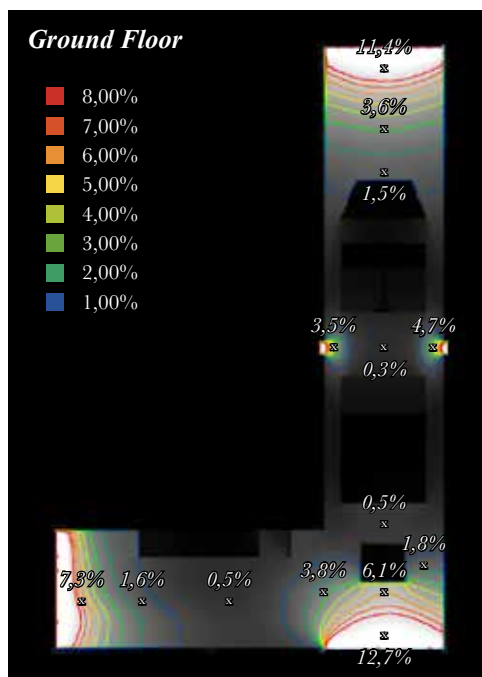 Ground Floor
8,00%
7,00%
6,00%
5,00%
4,00%
3,00%
2,00%
1,00%
11,4%
x
3,6%
x
x
1,5%
3,5% 4,7%
x x x
0,3%
0,5%
x
1,8%
x
7,3% 1,6% 0,5% 3,8% 6,1%
x x x x x
x
12,7%